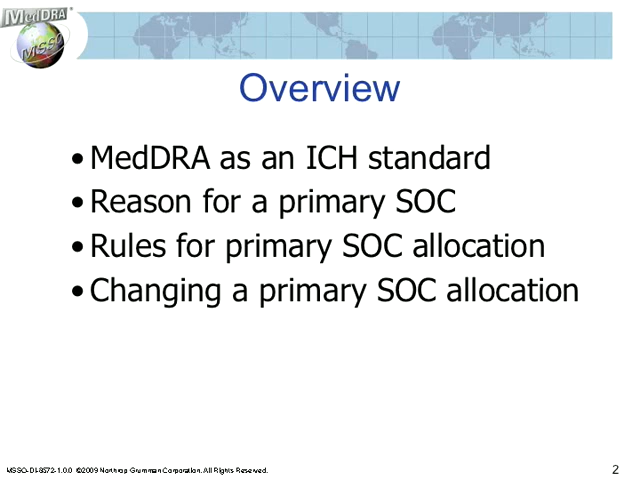 MedDRA
MSSO
Overview
• MedDRA as an ICH standard
• Reason for a primary SOC
• Rules for primary SOC allocation
• Changing a primary SOC allocation
MSSO-DI-8572-1.0.0 ©2009 Northrop Grumman Corporation. All Rights Reserved.
2